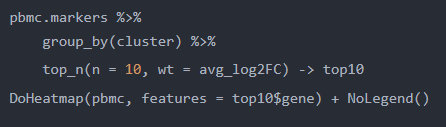 pbmc.markers %>%
    group_by(cluster) %>%
    top_n(n = 10, wt = avg_log2FC) -> top10
DoHeatmap(pbmc, features = top10$gene) + NoLegend()